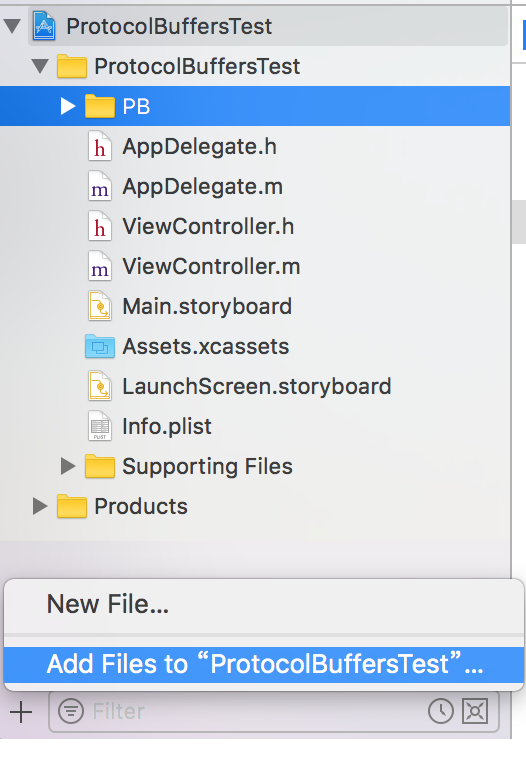 ProtocolBuffersTest
ProtocolBuffersTest
PB
h AppDelegate.h
m AppDelegate.m
h ViewController.h
m ViewController.m
Main.storyboard
Assets.xcassets
LaunchScreen.storyboard
PLIST Info.plist
Supporting Files
Products
New File...
Add Files to “ProtocolBuffersTest”...
Filter